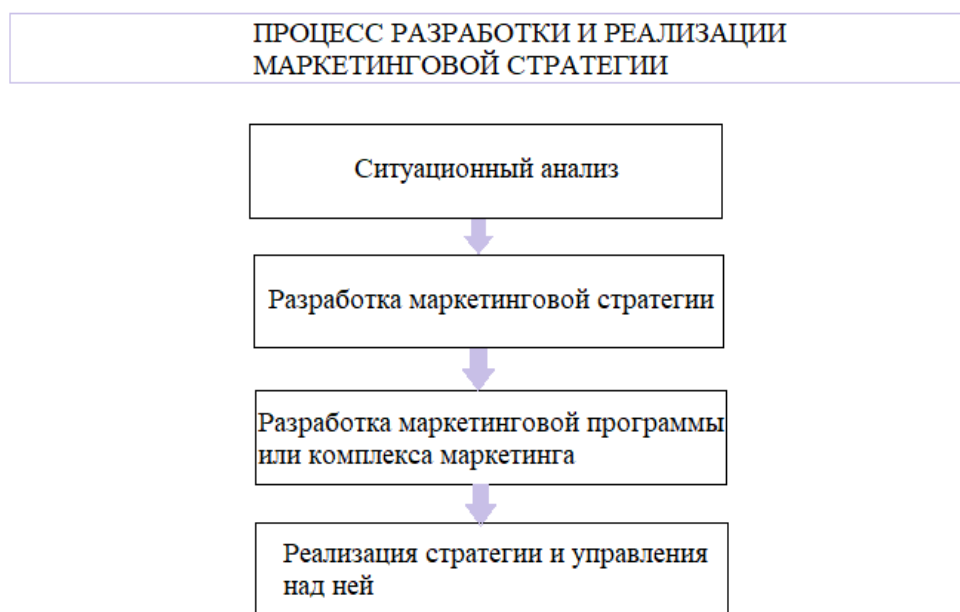 ПРОЦЕСС РАЗРАБОТКИ И РЕАЛИЗАЦИИ
МАРКЕТИНГОВОЙ СТРАТЕГИИ
Ситуационный анализ
Разработка маркетинговой стратегии
Разработка маркетинговой программы
или комплекса маркетинга
Реализация стратегии и управления
над ней